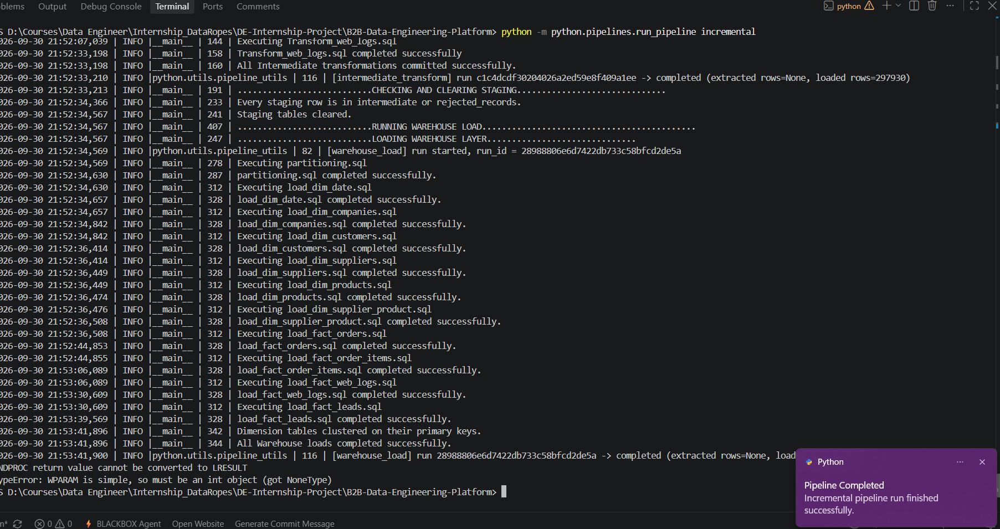 blems Output Debug Console Terminal Ports Comments python
S D:\Courses\Data Engineer\Internship_DataRopes\DE-Internship-Project\B2B-Data-Engineering-Platform> python -m python.pipelines.run_pipeline incremental
026-09-30 21:52:07,039 | INFO |__main__ | 144 | Executing Transform_web_logs.sql
026-09-30 21:52:33,198 | INFO |__main__ | 158 | Transform_web_logs.sql completed successfully
026-09-30 21:52:33,198 | INFO |__main__ | 160 | All Intermediate transformations committed successfully.
026-09-30 21:52:33,210 | INFO |python.utils.pipeline_utils | 116 | [intermediate_transform] run c1c4dcdf30204026a2ed59e8f409a1ee -> completed (extracted rows=None, loaded rows=297930)
026-09-30 21:52:33,213 | INFO |__main__ | 191 | ...........................CHECKING AND CLEARING STAGING..............................
026-09-30 21:52:34,366 | INFO |__main__ | 233 | Every staging row is in intermediate or rejected_records.
026-09-30 21:52:34,567 | INFO |__main__ | 241 | Staging tables cleared.
026-09-30 21:52:34,567 | INFO |__main__ | 407 | ...........................RUNNING WAREHOUSE LOAD...........................................
026-09-30 21:52:34,567 | INFO |__main__ | 247 | ...........................LOADING WAREHOUSE LAYER..............................
026-09-30 21:52:34,569 | INFO |python.utils.pipeline_utils | 82 | [warehouse_load] run started, run_id = 28988806e6d7422db733c58bfcd2de5a
026-09-30 21:52:34,569 | INFO |__main__ | 278 | Executing partitioning.sql
026-09-30 21:52:34,630 | INFO |__main__ | 287 | partitioning.sql completed successfully.
026-09-30 21:52:34,630 | INFO |__main__ | 312 | Executing load_dim_date.sql
026-09-30 21:52:34,657 | INFO |__main__ | 328 | load_dim_date.sql completed successfully.
026-09-30 21:52:34,657 | INFO |__main__ | 312 | Executing load_dim_companies.sql
026-09-30 21:52:34,842 | INFO |__main__ | 328 | load_dim_companies.sql completed successfully.
026-09-30 21:52:34,842 | INFO |__main__ | 312 | Executing load_dim_customers.sql
026-09-30 21:52:36,414 | INFO |__main__ | 328 | load_dim_customers.sql completed successfully.
026-09-30 21:52:36,414 | INFO |__main__ | 312 | Executing load_dim_suppliers.sql
026-09-30 21:52:36,449 | INFO |__main__ | 328 | load_dim_suppliers.sql completed successfully.
026-09-30 21:52:36,449 | INFO |__main__ | 312 | Executing load_dim_products.sql
026-09-30 21:52:36,474 | INFO |__main__ | 328 | load_dim_products.sql completed successfully.
026-09-30 21:52:36,476 | INFO |__main__ | 312 | Executing load_dim_supplier_product.sql
026-09-30 21:52:36,508 | INFO |__main__ | 328 | load_dim_supplier_product.sql completed successfully.
026-09-30 21:52:36,508 | INFO |__main__ | 312 | Executing load_fact_orders.sql
026-09-30 21:52:44,853 | INFO |__main__ | 328 | load_fact_orders.sql completed successfully.
026-09-30 21:52:44,855 | INFO |__main__ | 312 | Executing load_fact_order_items.sql
026-09-30 21:53:06,089 | INFO |__main__ | 328 | load_fact_order_items.sql completed successfully.
026-09-30 21:53:06,089 | INFO |__main__ | 312 | Executing load_fact_web_logs.sql
026-09-30 21:53:30,609 | INFO |__main__ | 328 | load_fact_web_logs.sql completed successfully.
026-09-30 21:53:30,609 | INFO |__main__ | 312 | Executing load_fact_leads.sql
026-09-30 21:53:39,569 | INFO |__main__ | 328 | load_fact_leads.sql completed successfully.
026-09-30 21:53:41,896 | INFO |__main__ | 342 | Dimension tables clustered on their primary keys.
026-09-30 21:53:41,896 | INFO |__main__ | 344 | All Warehouse loads completed successfully.
026-09-30 21:53:41,900 | INFO |python.utils.pipeline_utils | 116 | [warehouse_load] run 28988806e6d7422db733c58bfcd2de5a -> completed (extracted rows=None, load
NDPROC return value cannot be converted to LRESULT
ypeError: WPARAM is simple, so must be an int object (got NoneType)
S D:\Courses\Data Engineer\Internship_DataRopes\DE-Internship-Project\B2B-Data-Engineering-Platform>
Python
Pipeline Completed
Incremental pipeline run finished
successfully.
n* 0 0 BLACKBOX Agent Open Website Generate Commit Message